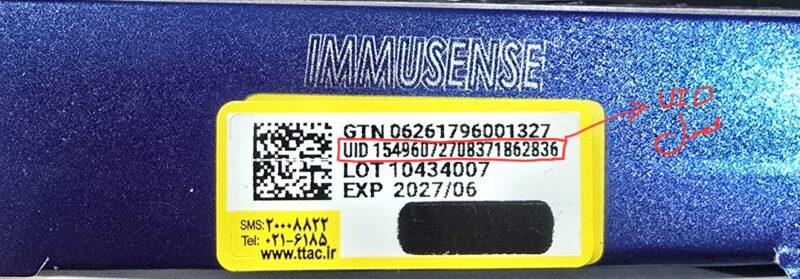 IMMUSENSE
GTN 06261796001327
UID 15496072708371862836
LOT 10434007
EXP 2027/06
SMS: ۲۰۰۰۸۸۲۲
Tel: ۰۲۱-۶۱۸۵
www.ttac.ir
UID